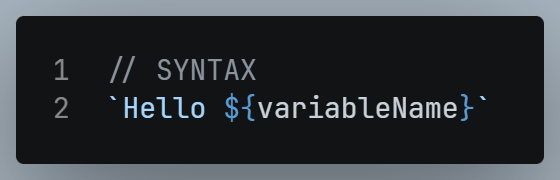 1 // SYNTAX
2 `Hello ${variableName}`